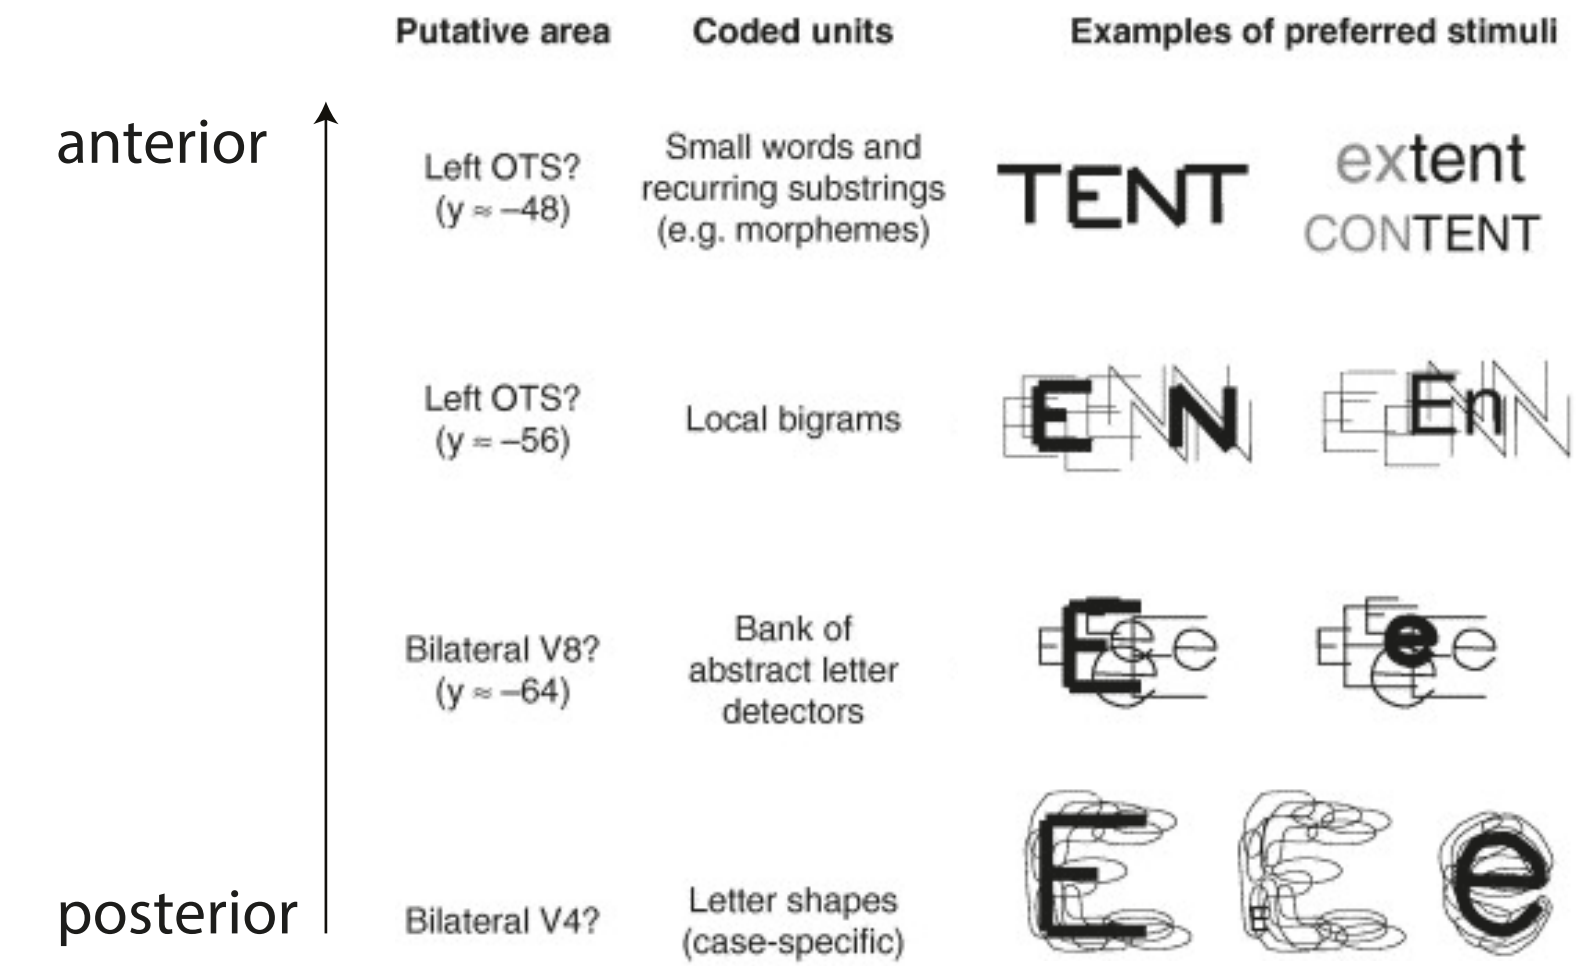 Putative area Coded units Examples of preferred stimuli
anterior
Left OTS?
(y ≈ –48)
Small words and
recurring substrings
(e.g. morphemes)
TENT
extent
CONTENT
Left OTS?
(y ≈ –56)
Local bigrams
E N
En
Bilateral V8?
(y ≈ –64)
Bank of
abstract letter
detectors
E
e
posterior
Bilateral V4?
Letter shapes
(case-specific)
E E e